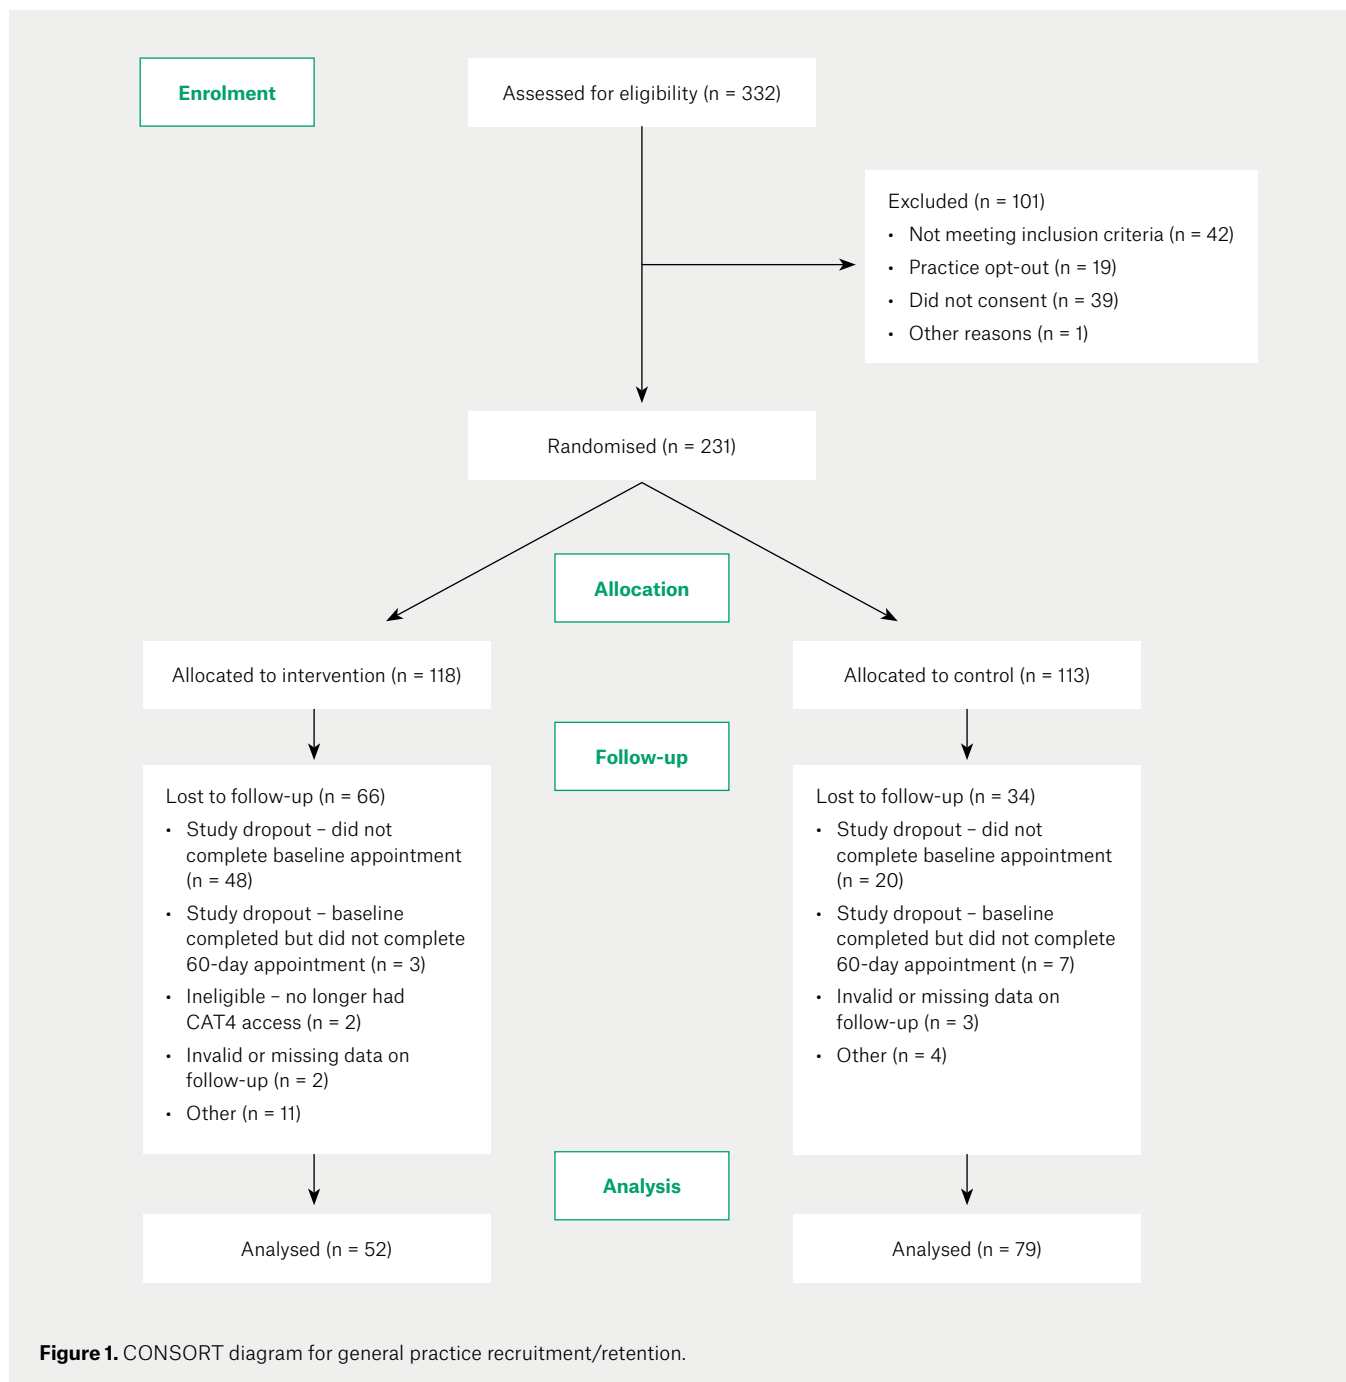 Enrolment
Assessed for eligibility (n = 332)
Excluded (n = 101)
• Not meeting inclusion criteria (n = 42)
• Practice opt-out (n = 19)
• Did not consent (n = 39)
• Other reasons (n = 1)
Randomised (n = 231)
Allocation
Allocated to intervention (n = 118)
Allocated to control (n = 113)
Follow-up
Lost to follow-up (n = 66)
• Study dropout – did not
complete baseline appointment
(n = 48)
• Study dropout – baseline
completed but did not complete
60-day appointment (n = 3)
• Ineligible – no longer had
CAT4 access (n = 2)
• Invalid or missing data on
follow-up (n = 2)
• Other (n = 11)
Lost to follow-up (n = 34)
• Study dropout – did not
complete baseline appointment
(n = 20)
• Study dropout – baseline
completed but did not complete
60-day appointment (n = 7)
• Invalid or missing data on
follow-up (n = 3)
• Other (n = 4)
Analysis
Analysed (n = 52)
Analysed (n = 79)
Figure 1. CONSORT diagram for general practice recruitment/retention.